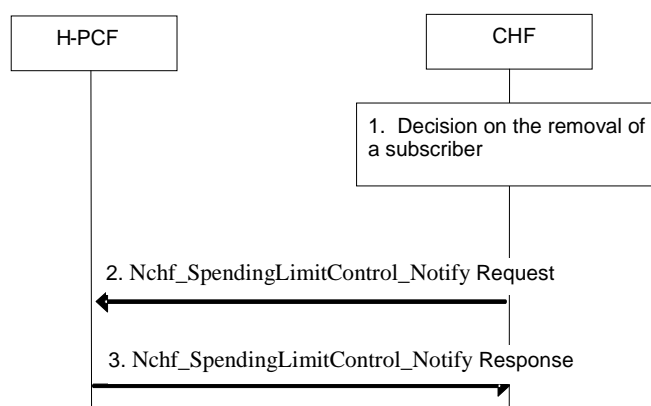 H-PCF
CHF
1. Decision on the removal of
a subscriber
2. Nchf_SpendingLimitControl_Notify Request
3. Nchf_SpendingLimitControl_Notify Response